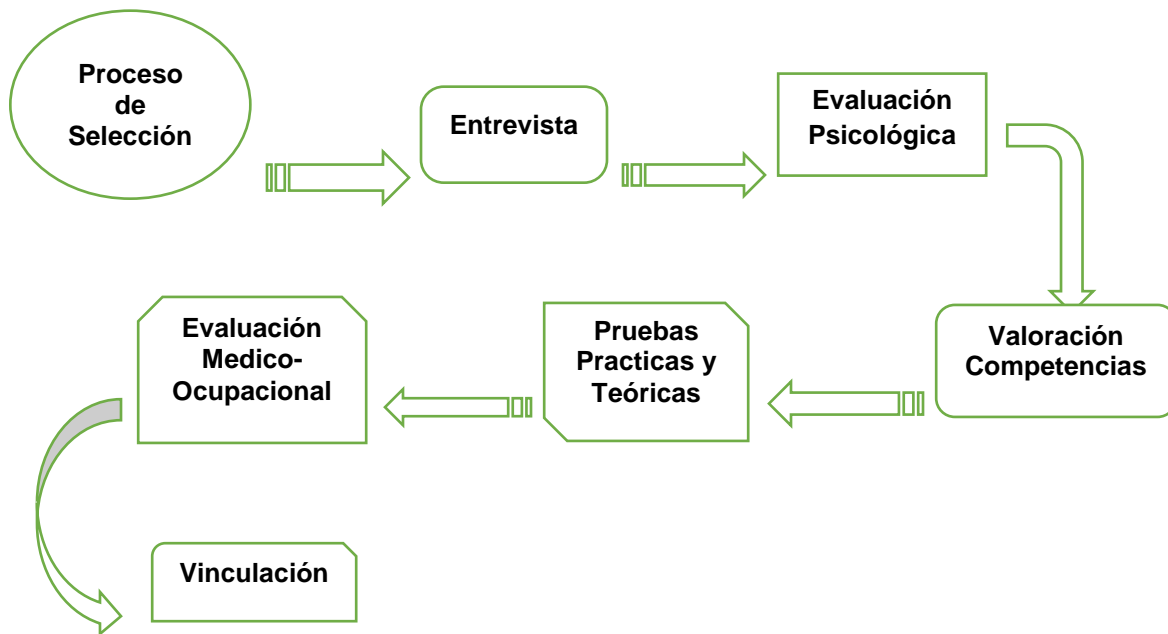 Proceso
de
Selección
Entrevista
Evaluación
Psicológica
Valoración
Competencias
Pruebas
Practicas y
Teóricas
Evaluación
Medico-
Ocupacional
Vinculación